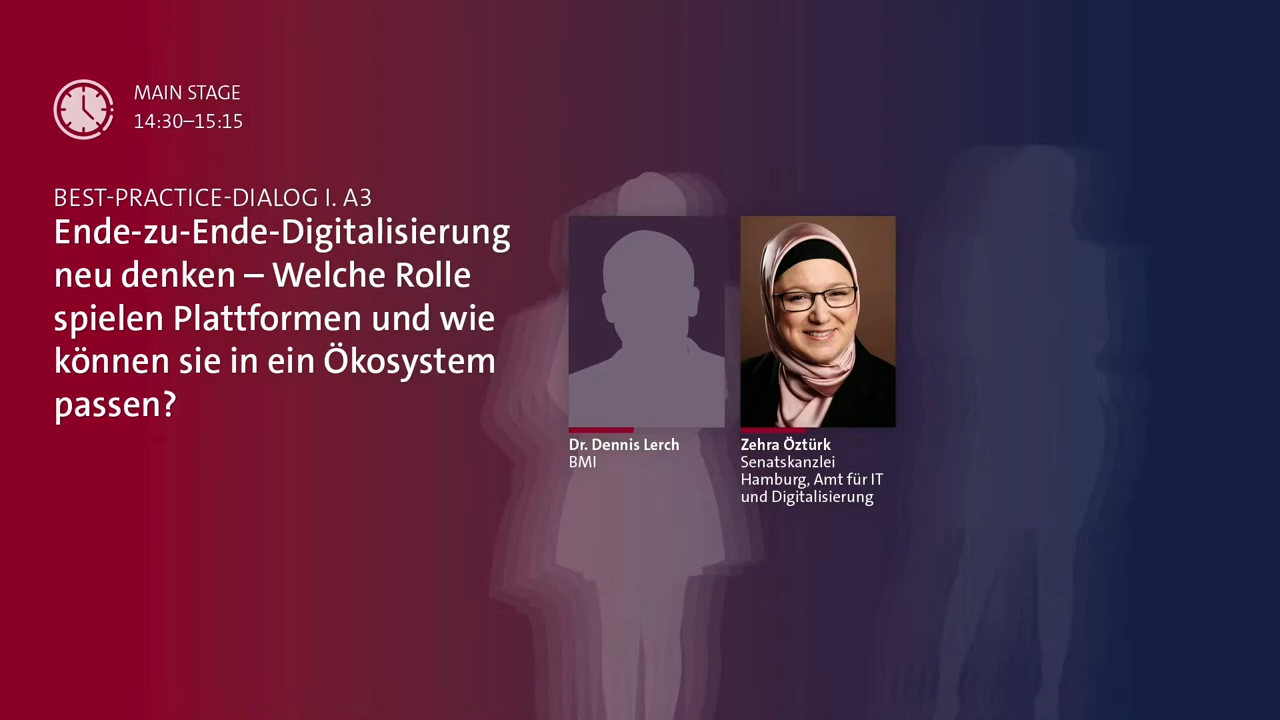 MAIN STAGE
14:30–15:15
BEST-PRACTICE-DIALOG I. A3
Ende-zu-Ende-Digitalisierung
neu denken – Welche Rolle
spielen Plattformen und wie
können sie in ein Ökosystem
passen?
Dr. Dennis Lerch
BMI
Zehra Öztürk
Senatskanzlei
Hamburg, Amt für IT
und Digitalisierung